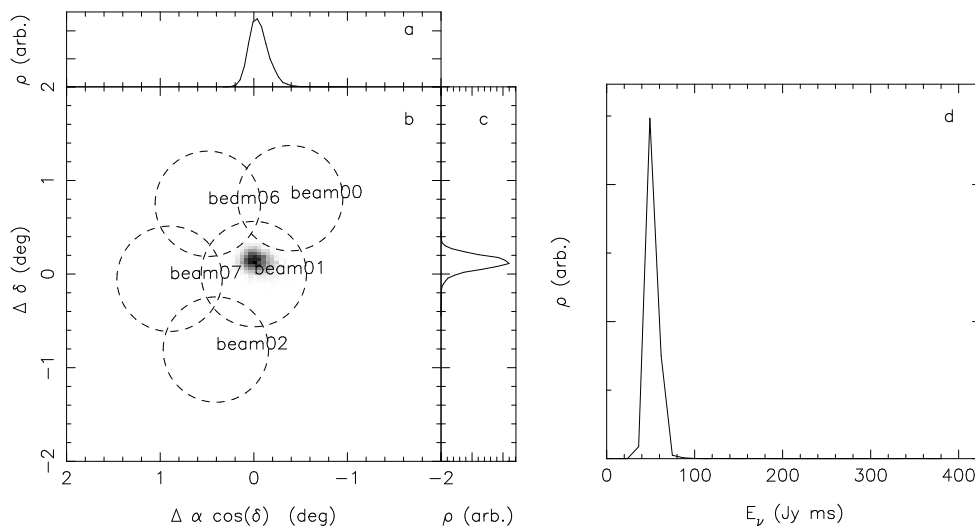 ρ (arb.)
a
2
b
c
d
beam06
beam00
beam01
beam07
beam02
Δ δ (deg)
1
0
−1
−2
2
1
0
−1
−2
Δ α cos(δ) (deg)
ρ (arb.)
ρ (arb.)
0
100
200
300
400
E_ν (Jy ms)